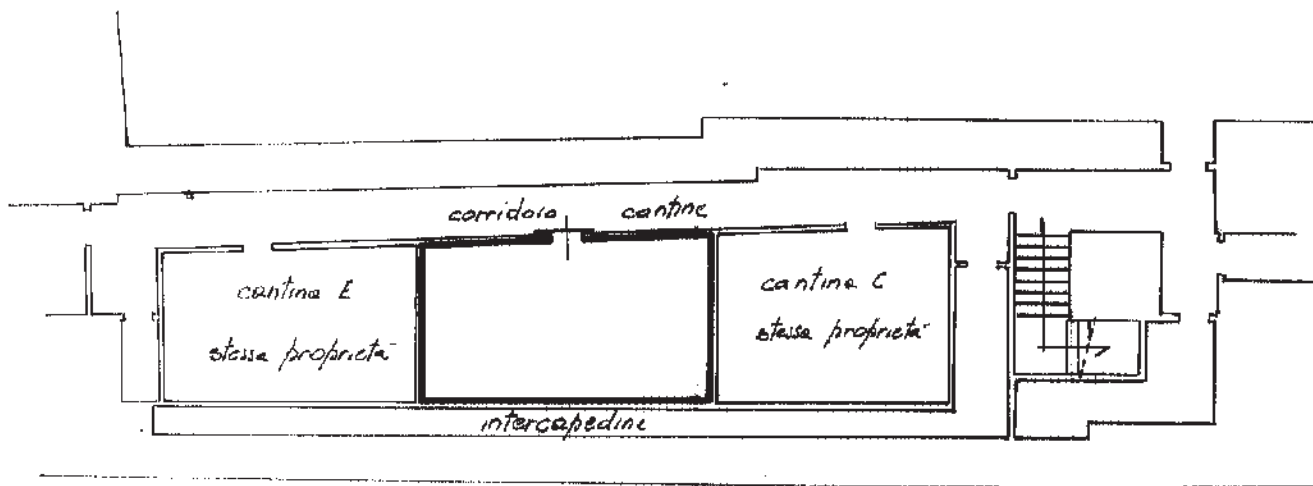 corridoio cantine
cantina E
stessa proprietà
cantina C
stessa proprietà
intercapedine